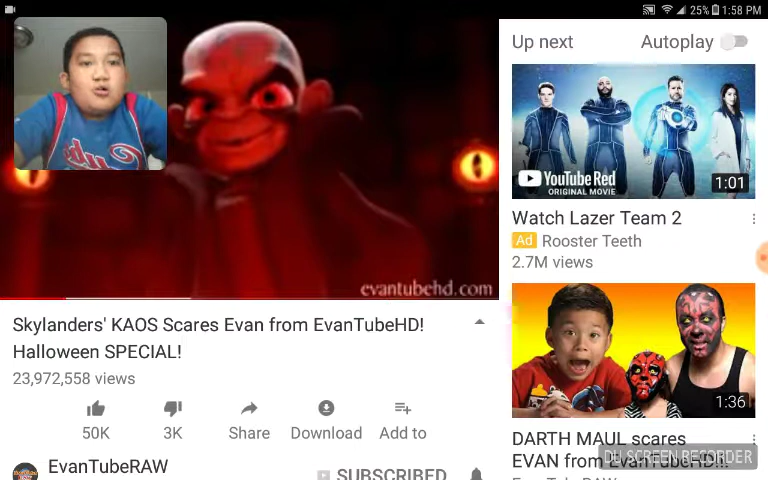 25% 1:58 PM
evantubehd.com
Skylanders' KAOS Scares Evan from EvanTubeHD!
Halloween SPECIAL!
23,972,558 views
50K
3K
Share
Download
Add to
EvanTubeRAW
SUBSCRIBED
Up next
Autoplay
YouTube Red
ORIGINAL MOVIE
1:01
Watch Lazer Team 2
Ad Rooster Teeth
2.7M views
1:36
DARTH MAUL scares
EVAN from EvanTubeHD!!
DU SCREEN RECORDER